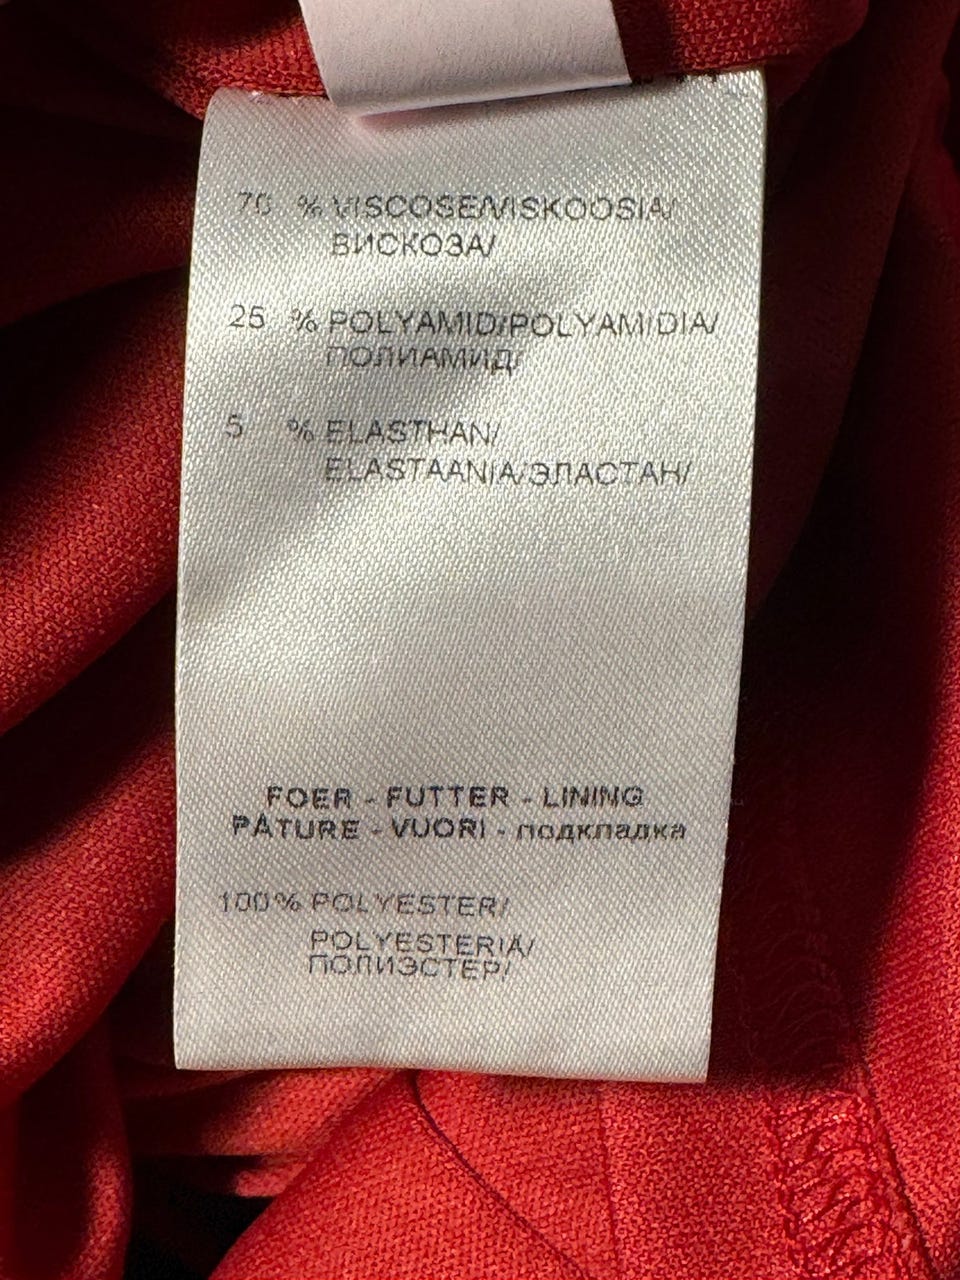 70 % VISCOSE/VISKOOSIA/
ВИСКОЗА/
25 % POLYAMID/POLYAMIDIA/
ПОЛИАМИД/
5 % ELASTHAN/
ELASTAANIA/ЭЛАСТАН/
FOER - FUTTER - LINING
PATURE - VUORI - подкладка
100% POLYESTER/
POLYESTERIA/
ПОЛИЭСТЕР/